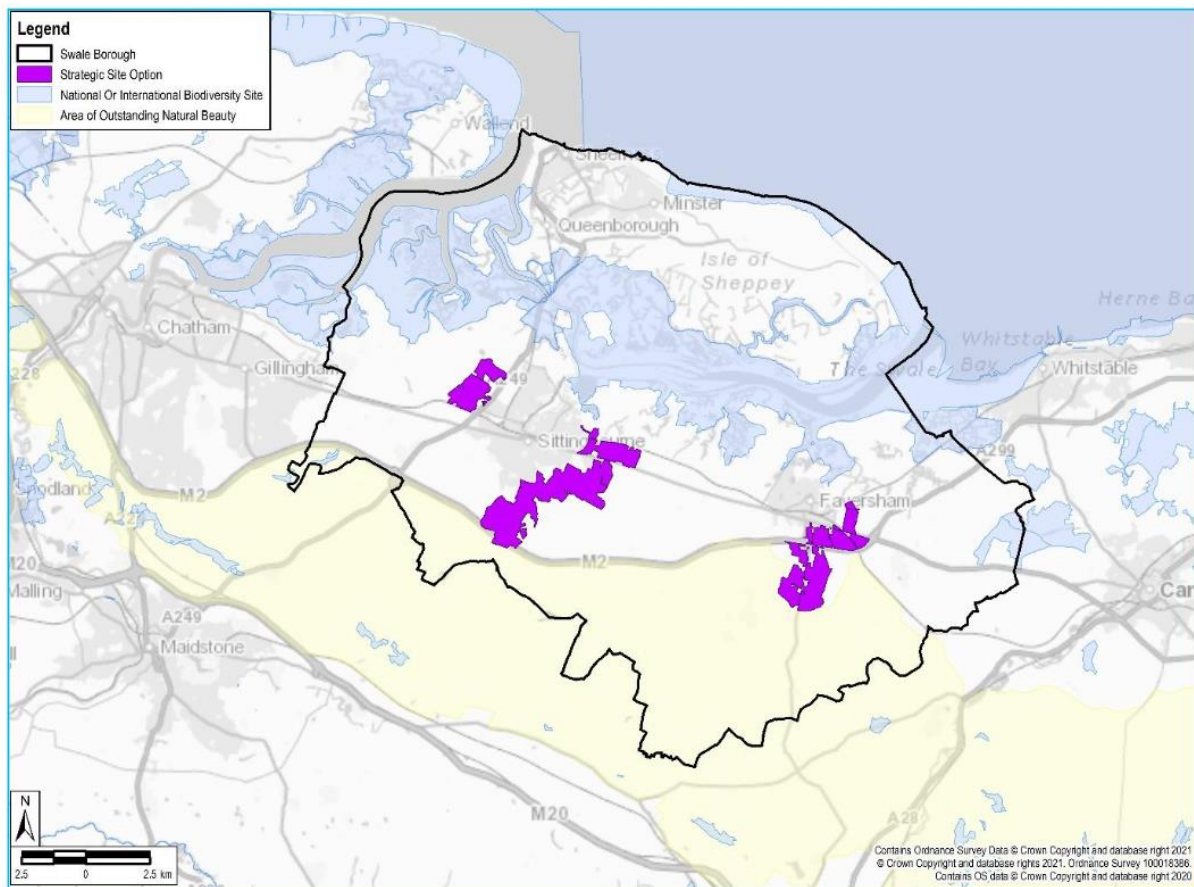 Legend
Swale Borough
Strategic Site Option
National Or International Biodiversity Site
Area of Outstanding Natural Beauty
Wallend
Minster
Queenborough
Isle of
Sheppey
Herne Ba
Chatham
Whitstable
Bay
The Swale
Whitstable
Gillingham
A228
A249
Sittingbourne
A299
M2
Faversham
M2
M20
Malling
Car
A249
Maidstone
M20
A28
N
2.5 0 2.5 km
Contains Ordnance Survey Data © Crown Copyright and database right 2021
© Crown Copyright and database rights 2021. Ordnance Survey 100018386.
Contains OS data © Crown Copyright and database right 2020